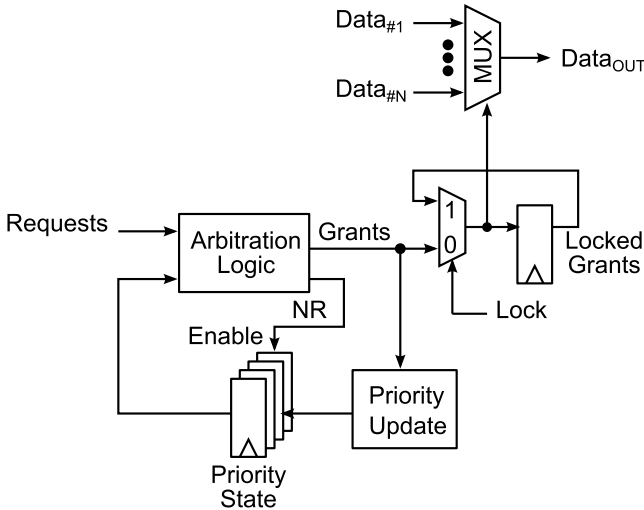 Data#1
MUX
DataOUT
Data#N
Requests
Arbitration
Logic
Grants
1
0
Locked
Grants
NR
Lock
Enable
Priority
Update
Priority
State